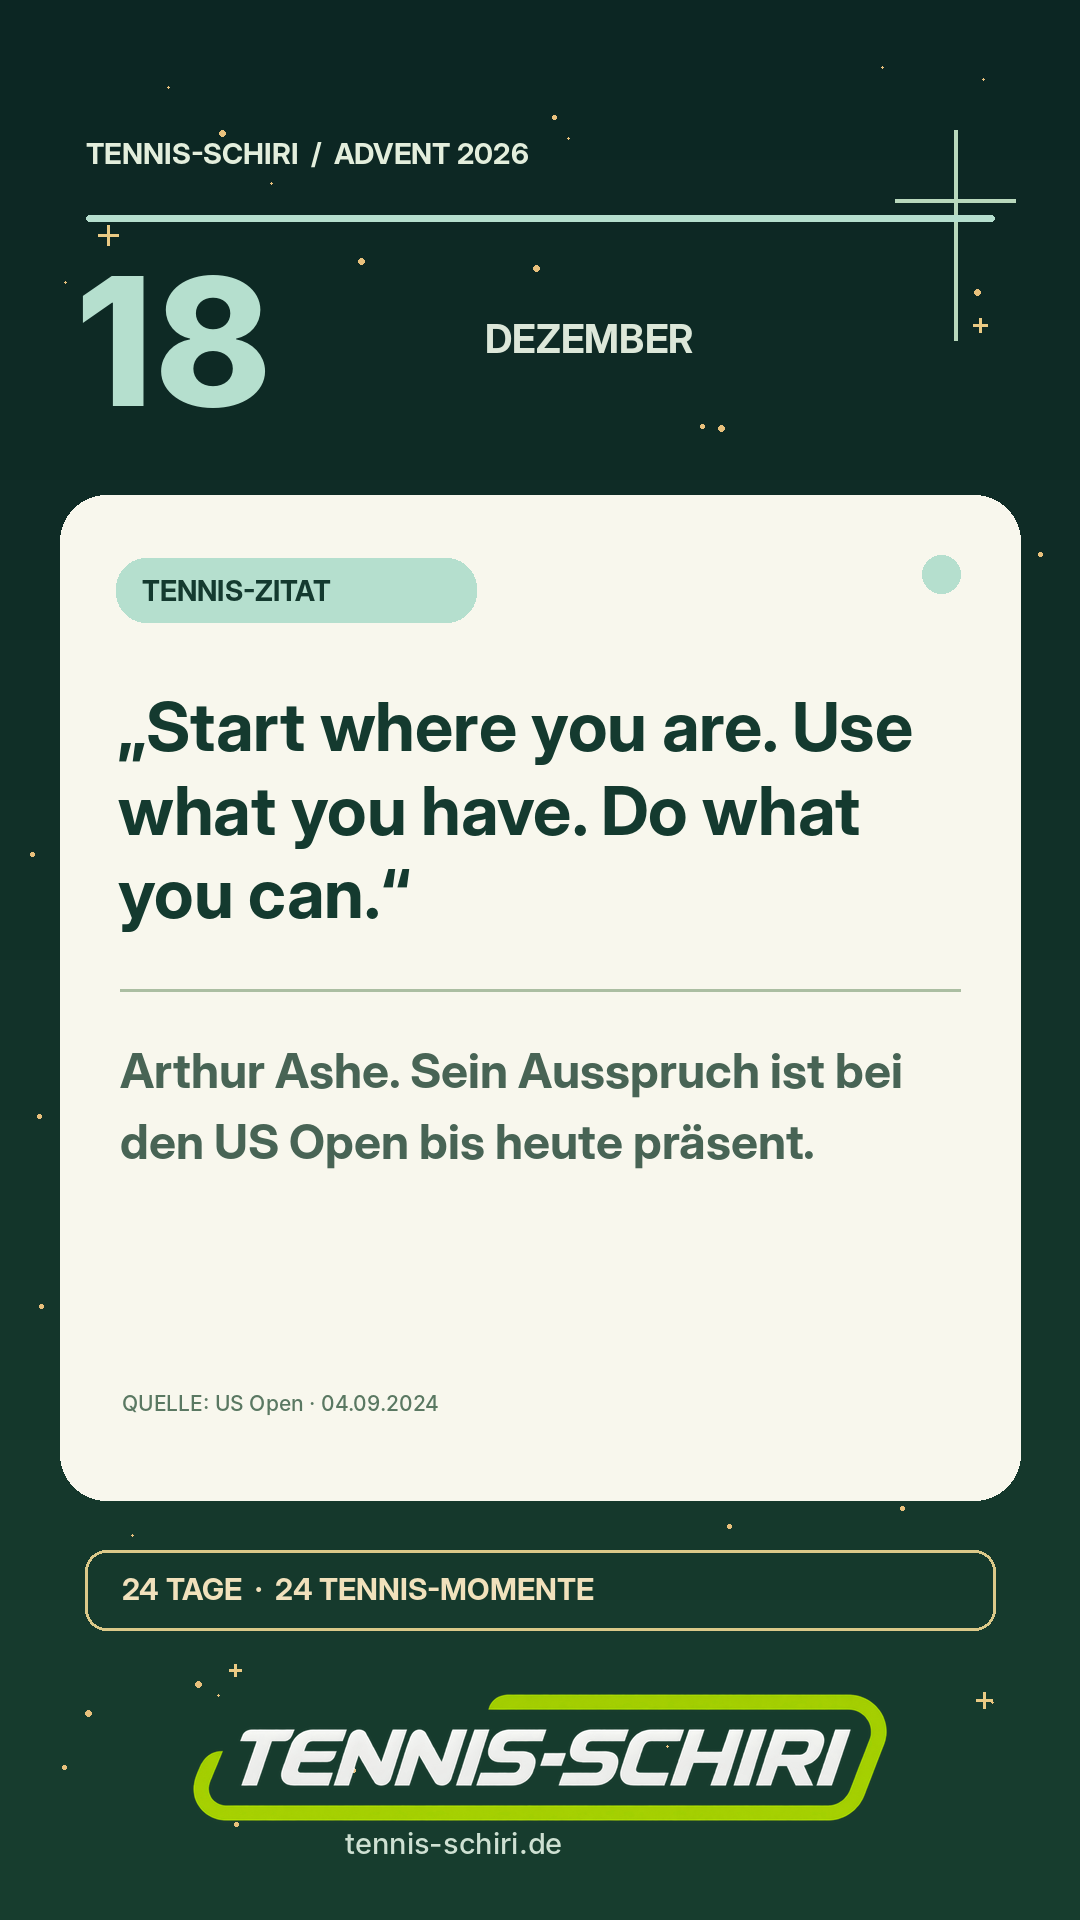 TENNIS-SCHIRI / ADVENT 2026
18
DEZEMBER
TENNIS-ZITAT
„Start where you are. Use
what you have. Do what
you can.“
Arthur Ashe. Sein Ausspruch ist bei
den US Open bis heute präsent.
QUELLE: US Open · 04.09.2024
24 TAGE · 24 TENNIS-MOMENTE
TENNIS-SCHIRI
tennis-schiri.de